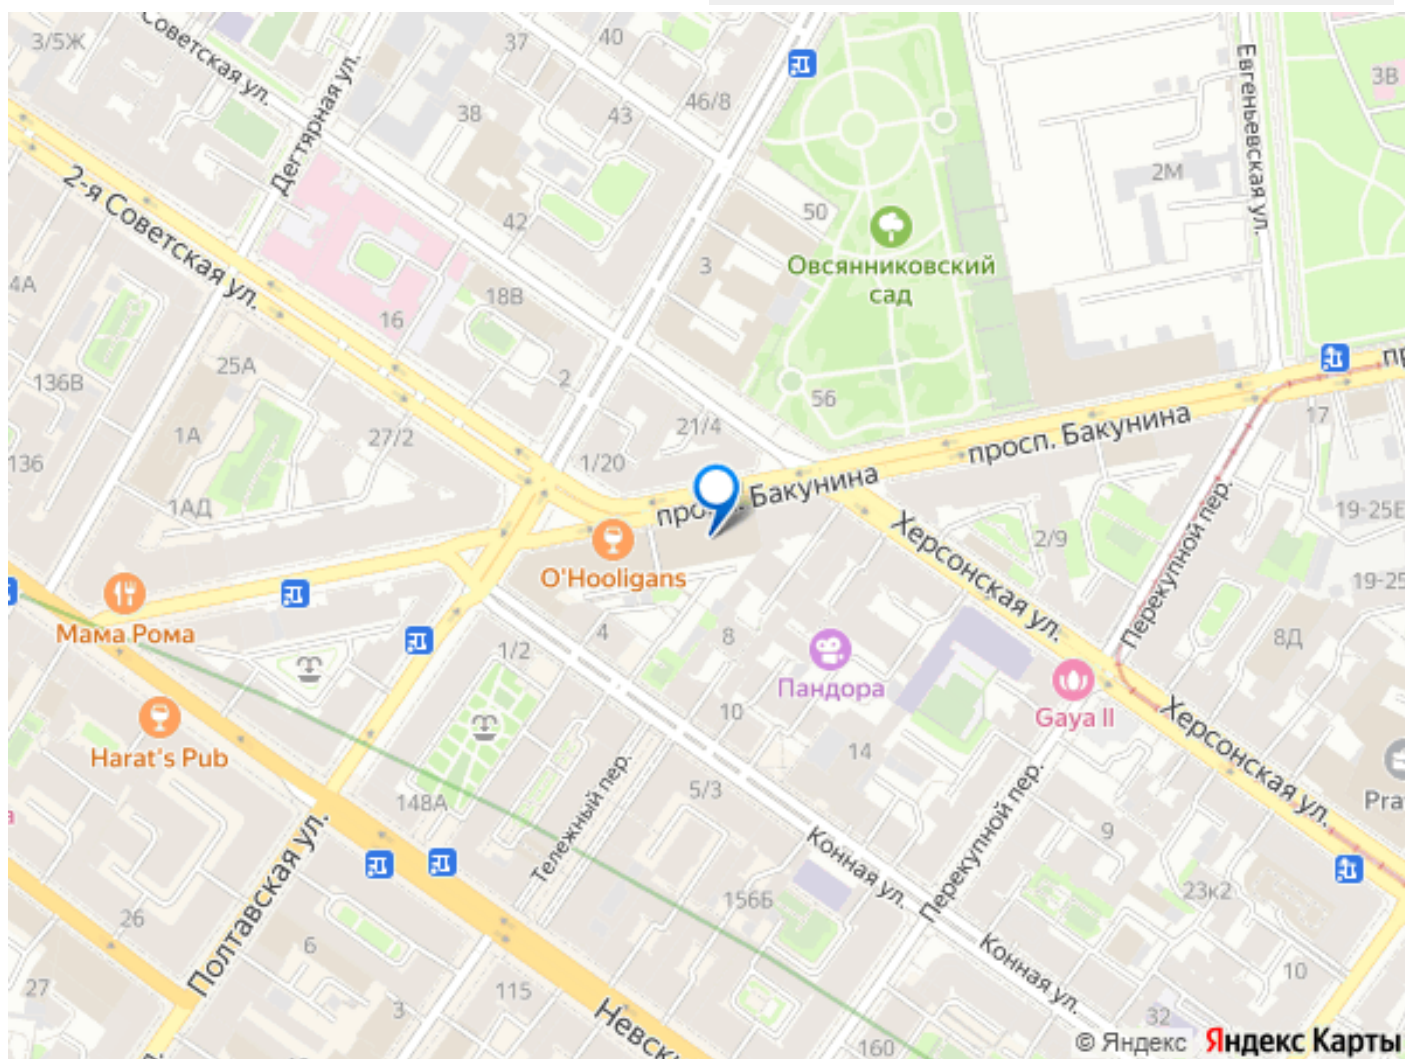 3/5Ж
Советская ул.
37
40
Дегтярная ул.
38
43
46/8
Евгеньевская ул.
3В
2М
2-я Советская ул.
42
50
3
Овсянниковский
сад
4А
18В
16
25А
136В
2
56
17
1А
27/2
21/4
просп. Бакунина
136
1/20
1АД
просп. Бакунина
Херсонская ул.
2/9
Перекупной пер.
19-25Е
19-25
O'Hooligans
Мама Рома
1/2
4
8
8Д
Пандора
Gaya II
Harat's Pub
10
14
Херсонская ул.
148А
5/3
Тележный пер.
Конная ул.
Перекупной пер.
9
Pra
Полтавская ул.
26
6
156Б
23к2
27
3
115
Невск
Конная ул.
10
32
160
© Яндекс Яндекс Карты